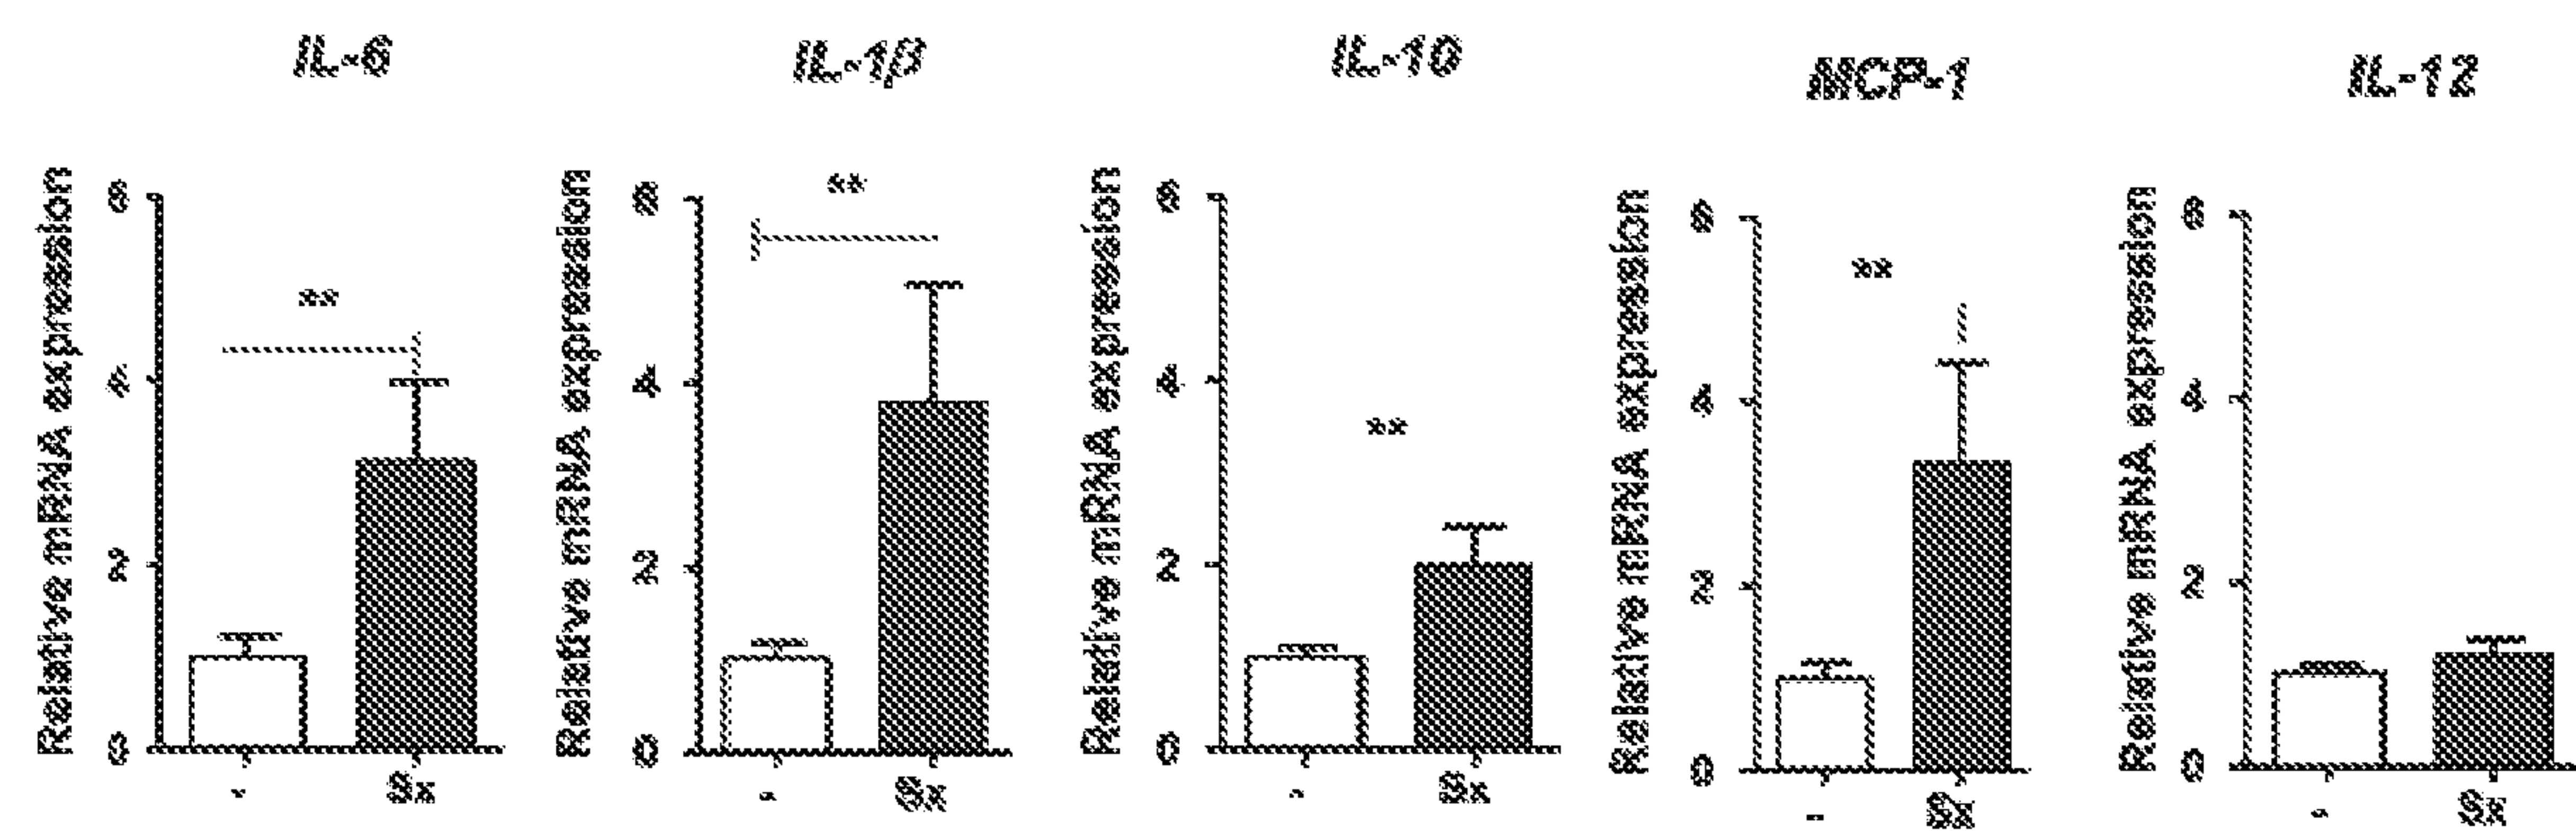 IL-6
Relative mRNA expression
6
4
2
0
**
-
Sx
IL-1β
Relative mRNA expression
6
4
2
0
**
-
Sx
IL-10
Relative mRNA expression
6
4
2
0
**
-
Sx
MCP-1
Relative mRNA expression
6
4
2
0
**
-
Sx
IL-12
Relative mRNA expression
6
4
2
0
-
Sx